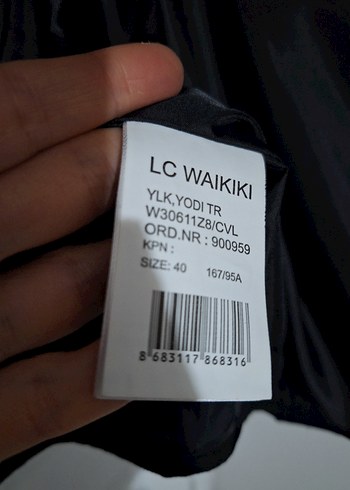 LC WAIKIKI
YLK,YODI TR
W30611Z8/CVL
ORD.NR : 900959
KPN :
SIZE: 40 167/95A
8 683117 868316